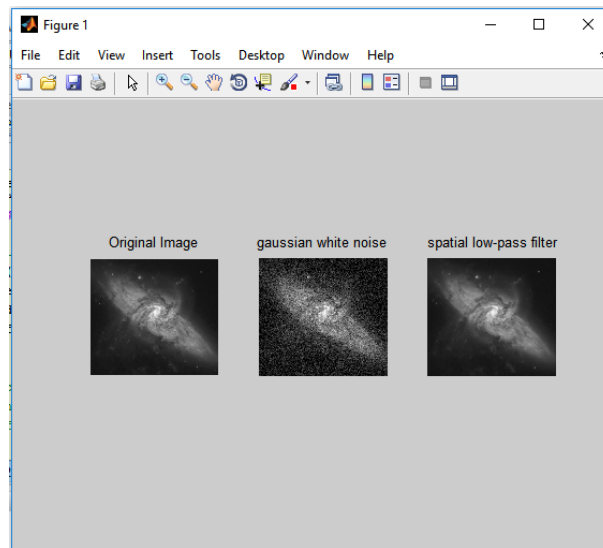 Figure 1
File Edit View Insert Tools Desktop Window Help
Original Image gaussian white noise spatial low-pass filter